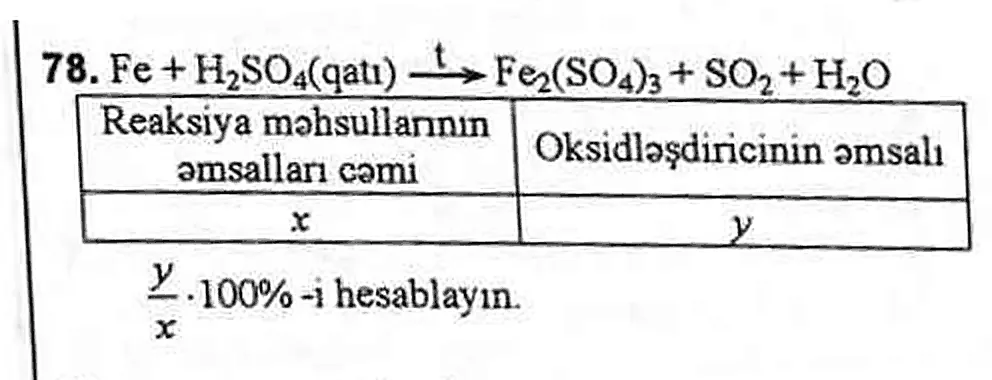 78. Fe + H₂SO₄(qatı) —t→ Fe₂(SO₄)₃ + SO₂ + H₂O
Reaksiya məhsullarının
əmsalları cəmi
Oksidləşdiricinin əmsalı
x
y
y/x · 100% -i hesablayın.